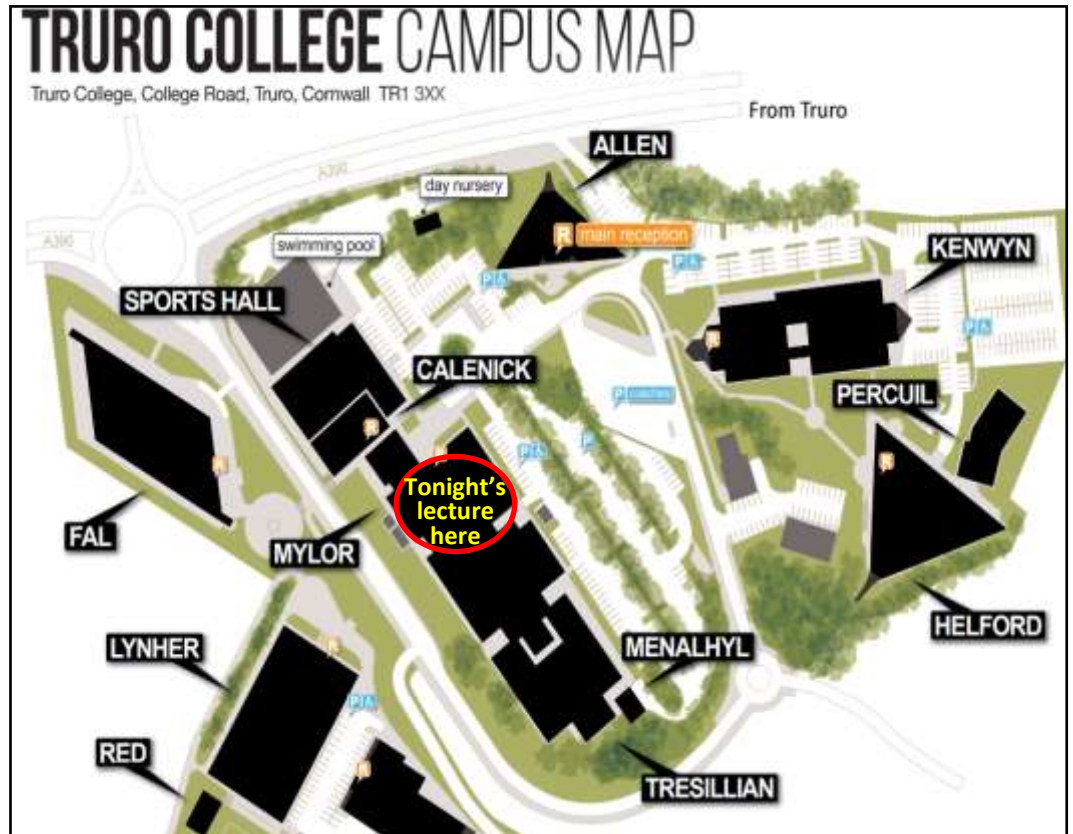 TRURO COLLEGE CAMPUS MAP
Truro College, College Road, Truro, Cornwall TR1 3XX
From Truro
ALLEN
A390
day nursery
R main reception
A390
swimming pool
KENWYN
SPORTS HALL
P
P
P
R
CALENICK
P coaches
PERCUIL
R
P
P
R
R
Tonight's
lecture
here
FAL
MYLOR
HELFORD
LYNHER
R
MENALHYL
P
RED
R
TRESILLIAN